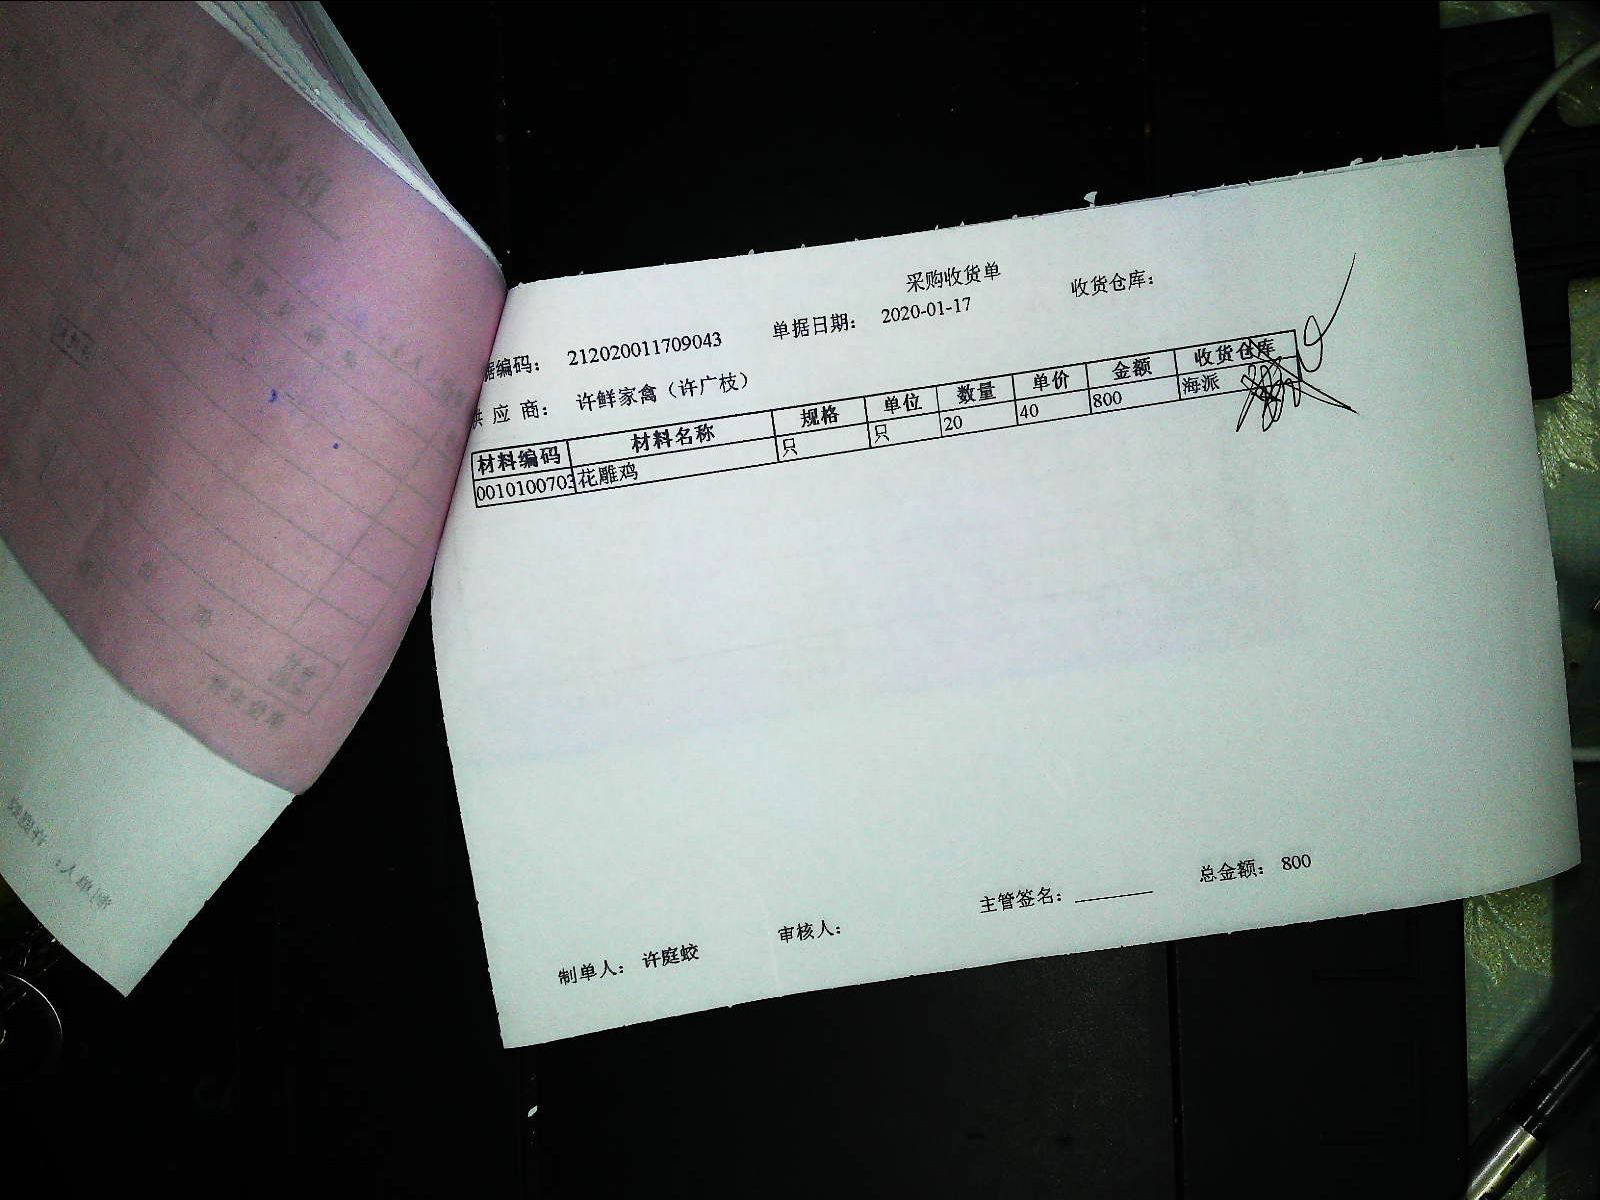 采购收货单
据编码： 212020011709043 单据日期： 2020-01-17 收货仓库：
供应商： 许鲜家禽（许广枝）
材料编码 材料名称 规格 单位 数量 单价 金额 收货仓库
0010100703 花雕鸡 只 只 20 40 800 海派
总金额： 800
制单人： 许庭蛟 审核人： 主管签名：